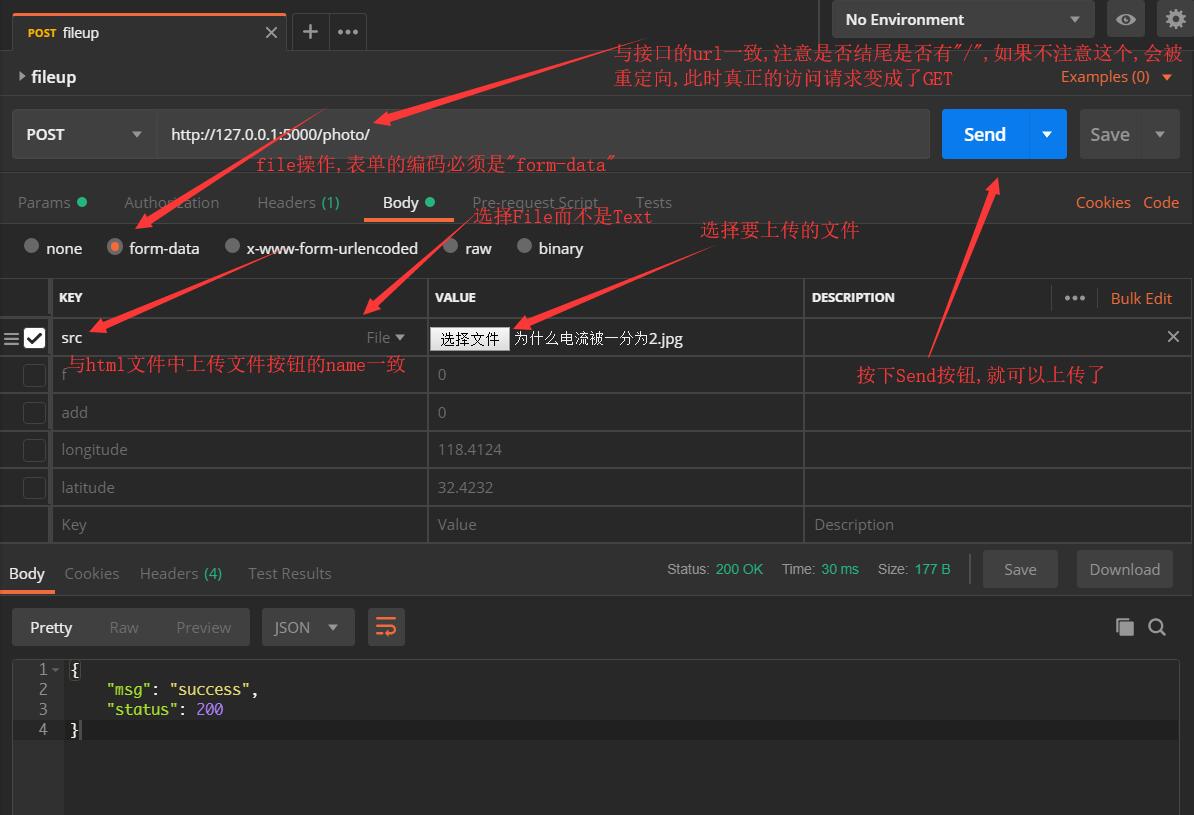 POST fileup
No Environment
fileup
与接口的url一致,注意是否结尾是否有"/",如果不注意这个,会被
重定向,此时真正的访问请求变成了GET
Examples (0)
POST
http://127.0.0.1:5000/photo/
Send
Save
file操作,表单的编码必须是"form-data"
Params
Authorization
Headers (1)
Body
Pre-request Script
Tests
Cookies
Code
选择File而不是Text
选择要上传的文件
none
form-data
x-www-form-urlencoded
raw
binary
KEY
VALUE
DESCRIPTION
Bulk Edit
src
File
选择文件 为什么电流被一分为2.jpg
与html文件中上传文件按钮的name一致
按下Send按钮,就可以上传了
f
0
add
0
longitude
118.4124
latitude
32.4232
Key
Value
Description
Body
Cookies
Headers (4)
Test Results
Status: 200 OK
Time: 30 ms
Size: 177 B
Save
Download
Pretty
Raw
Preview
JSON
1 {
2 "msg": "success",
3 "status": 200
4 }